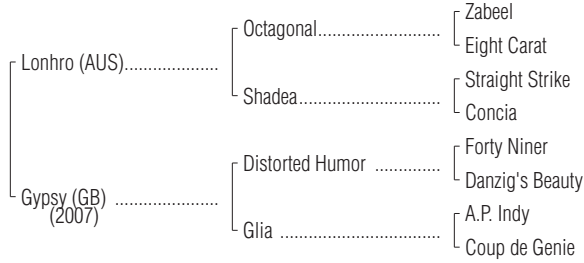 Zabeel
Octagonal
Eight Carat
Lonhro (AUS)
Straight Strike
Shadea
Concia
Forty Niner
Distorted Humor
Danzig's Beauty
Gypsy (GB)
(2007)
A.P. Indy
Glia
Coup de Genie